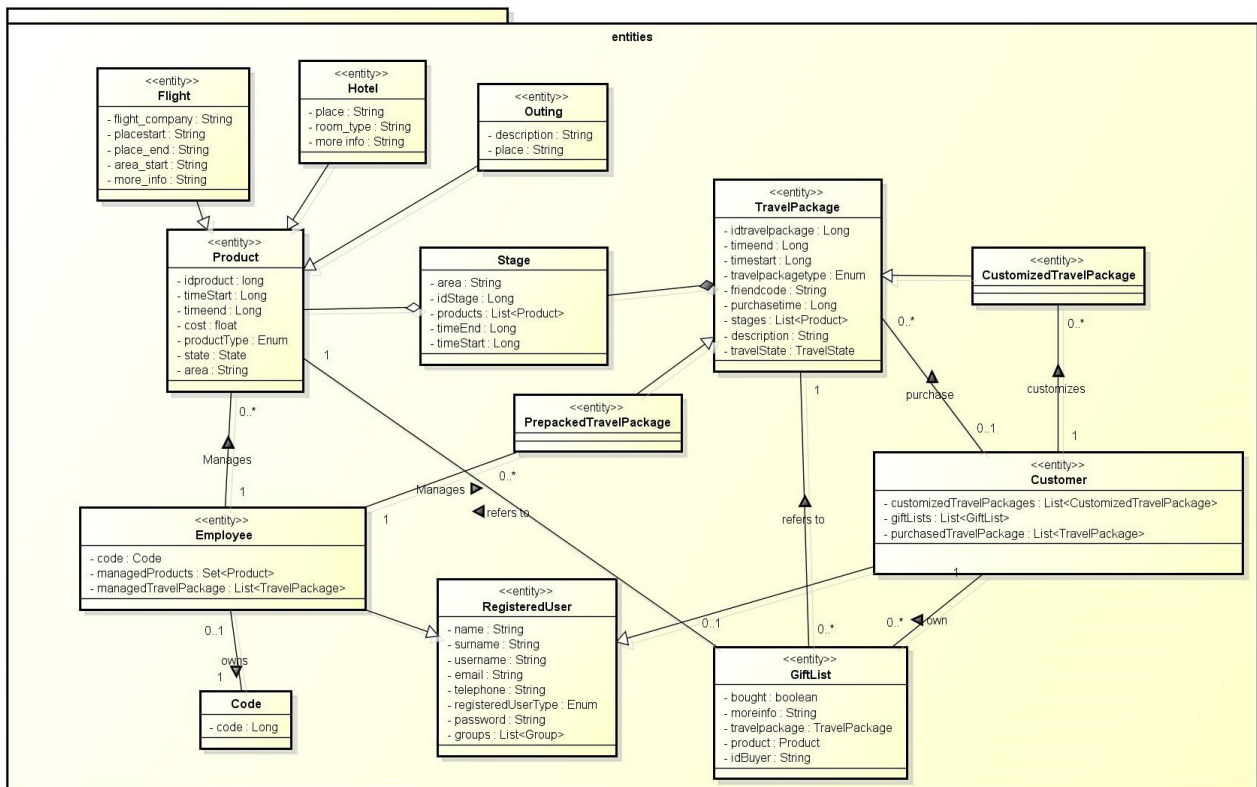 entities
<<entity>>
Flight
- flight_company : String
- placestart : String
- place_end : String
- area_start : String
- more_info : String
<<entity>>
Hotel
- place : String
- room_type : String
- more info : String
<<entity>>
Outing
- description : String
- place : String
<<entity>>
Product
- idproduct : long
- timeStart : Long
- timeend : Long
- cost : float
- productType : Enum
- state : State
- area : String
Stage
- area : String
- idStage : Long
- products : List<Product>
- timeEnd : Long
- timeStart : Long
<<entity>>
TravelPackage
- idtravelpackage : Long
- timeend : Long
- timestart : Long
- travelpackagetype : Enum
- friendcode : String
- purchasetime : Long
- stages : List<Product>
- description : String
- travelState : TravelState
<<entity>>
CustomizedTravelPackage
0..*
0..*
1
purchase
customizes
0..1
1
1
0..*
<<entity>>
PrepackedTravelPackage
Manages
1
0..*
1
Manages
refers to
refers to
<<entity>>
Customer
- customizedTravelPackages : List<CustomizedTravelPackage>
- giftLists : List<GiftList>
- purchasedTravelPackage : List<TravelPackage>
<<entity>>
Employee
- code : Code
- managedProducts : Set<Product>
- managedTravelPackage : List<TravelPackage>
0..1
owns
1
Code
- code : Long
<<entity>>
RegisteredUser
- name : String
- surname : String
- username : String
- email : String
- telephone : String
- registeredUserType : Enum
- password : String
- groups : List<Group>
1
0..1
0..*
0..*
own
<<entity>>
GiftList
- bought : boolean
- moreinfo : String
- travelpackage : TravelPackage
- product : Product
- idBuyer : String